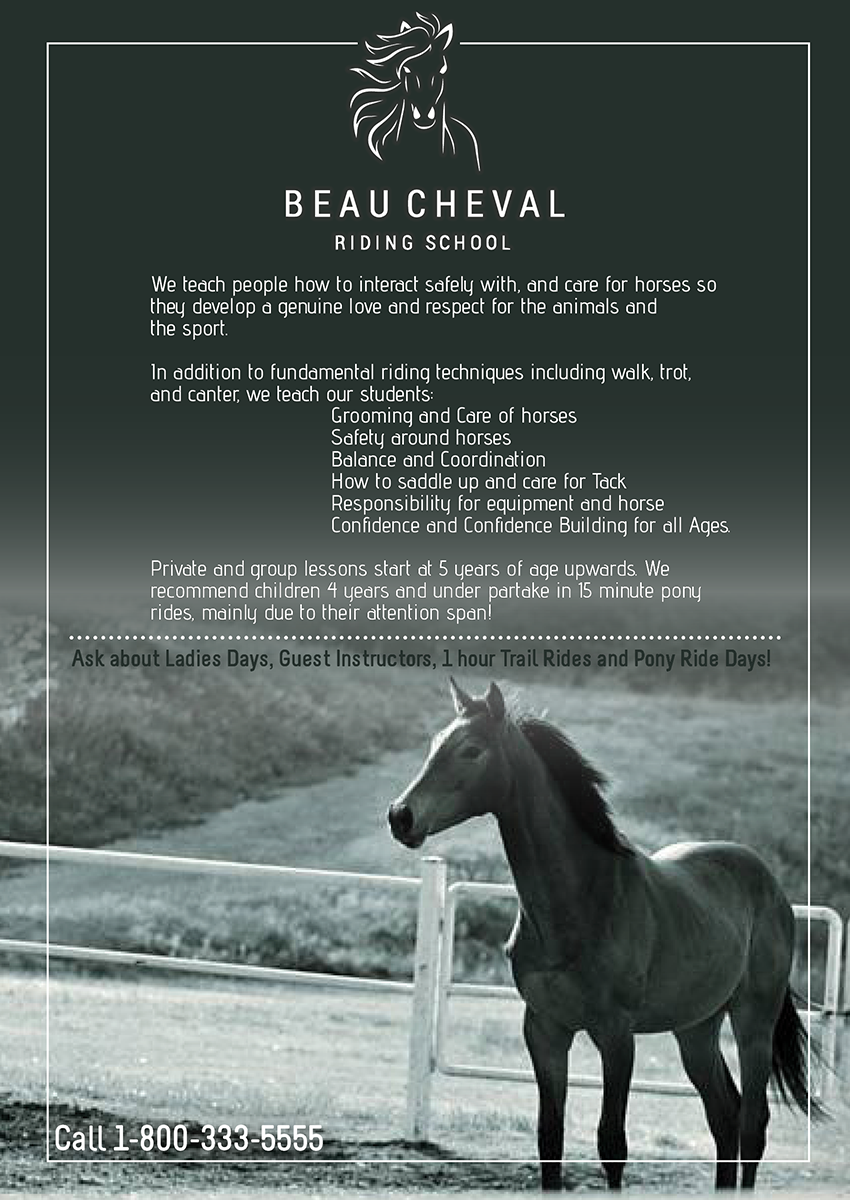 BEAU CHEVAL
RIDING SCHOOL
We teach people how to interact safely with, and care for horses so
they develop a genuine love and respect for the animals and
the sport.
In addition to fundamental riding techniques including walk, trot,
and canter, we teach our students:
Grooming and Care of horses
Safety around horses
Balance and Coordination
How to saddle up and care for Tack
Responsibility for equipment and horse
Confidence and Confidence Building for all Ages.
Private and group lessons start at 5 years of age upwards. We
recommend children 4 years and under partake in 15 minute pony
rides, mainly due to their attention span!
Ask about Ladies Days, Guest Instructors, 1 hour Trail Rides and Pony Ride Days!
Call 1-800-333-5555